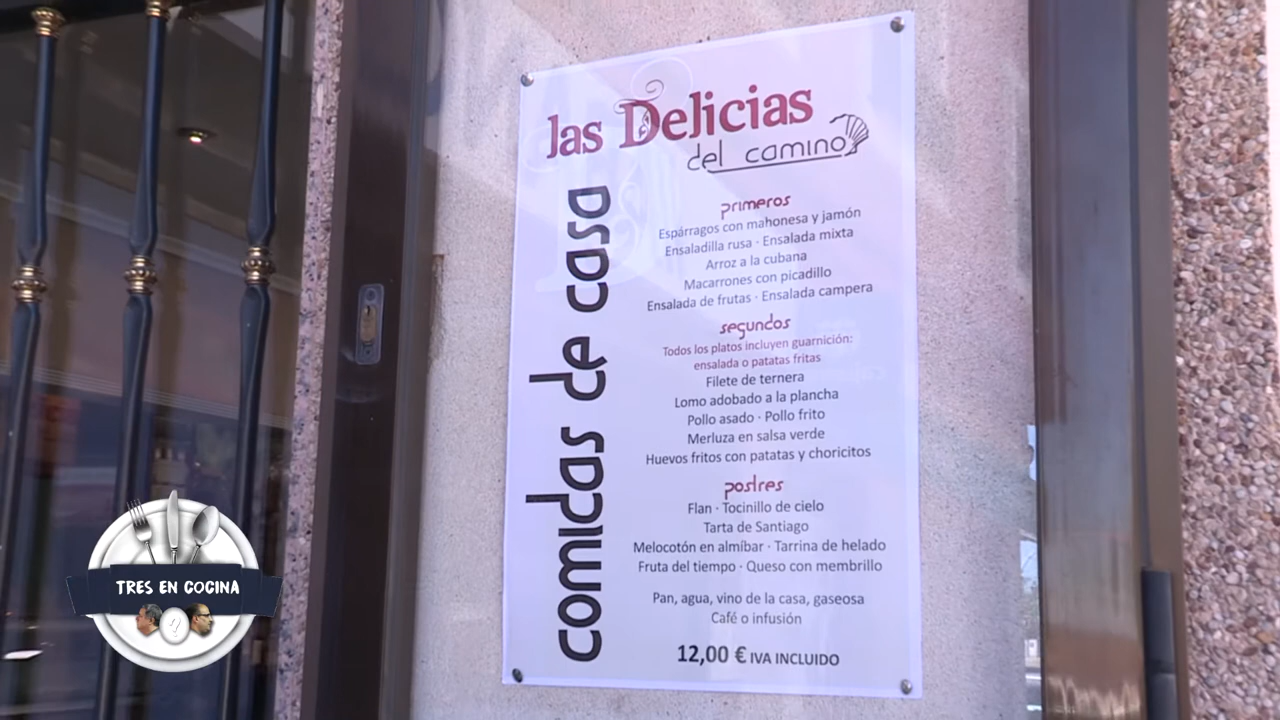 las Delicias
del camino
comidas de casa
primeros
Espárragos con mahonesa y jamón
Ensaladilla rusa · Ensalada mixta
Arroz a la cubana
Macarrones con picadillo
Ensalada de frutas · Ensalada campera
segundos
Todos los platos incluyen guarnición:
ensalada o patatas fritas
Filete de ternera
Lomo adobado a la plancha
Pollo asado · Pollo frito
Merluza en salsa verde
Huevos fritos con patatas y choricitos
postres
Flan · Tocinillo de cielo
Tarta de Santiago
Melocotón en almíbar · Tarrina de helado
Fruta del tiempo · Queso con membrillo
Pan, agua, vino de la casa, gaseosa
Café o infusión
12,00 € IVA INCLUIDO
TRES EN COCINA
?